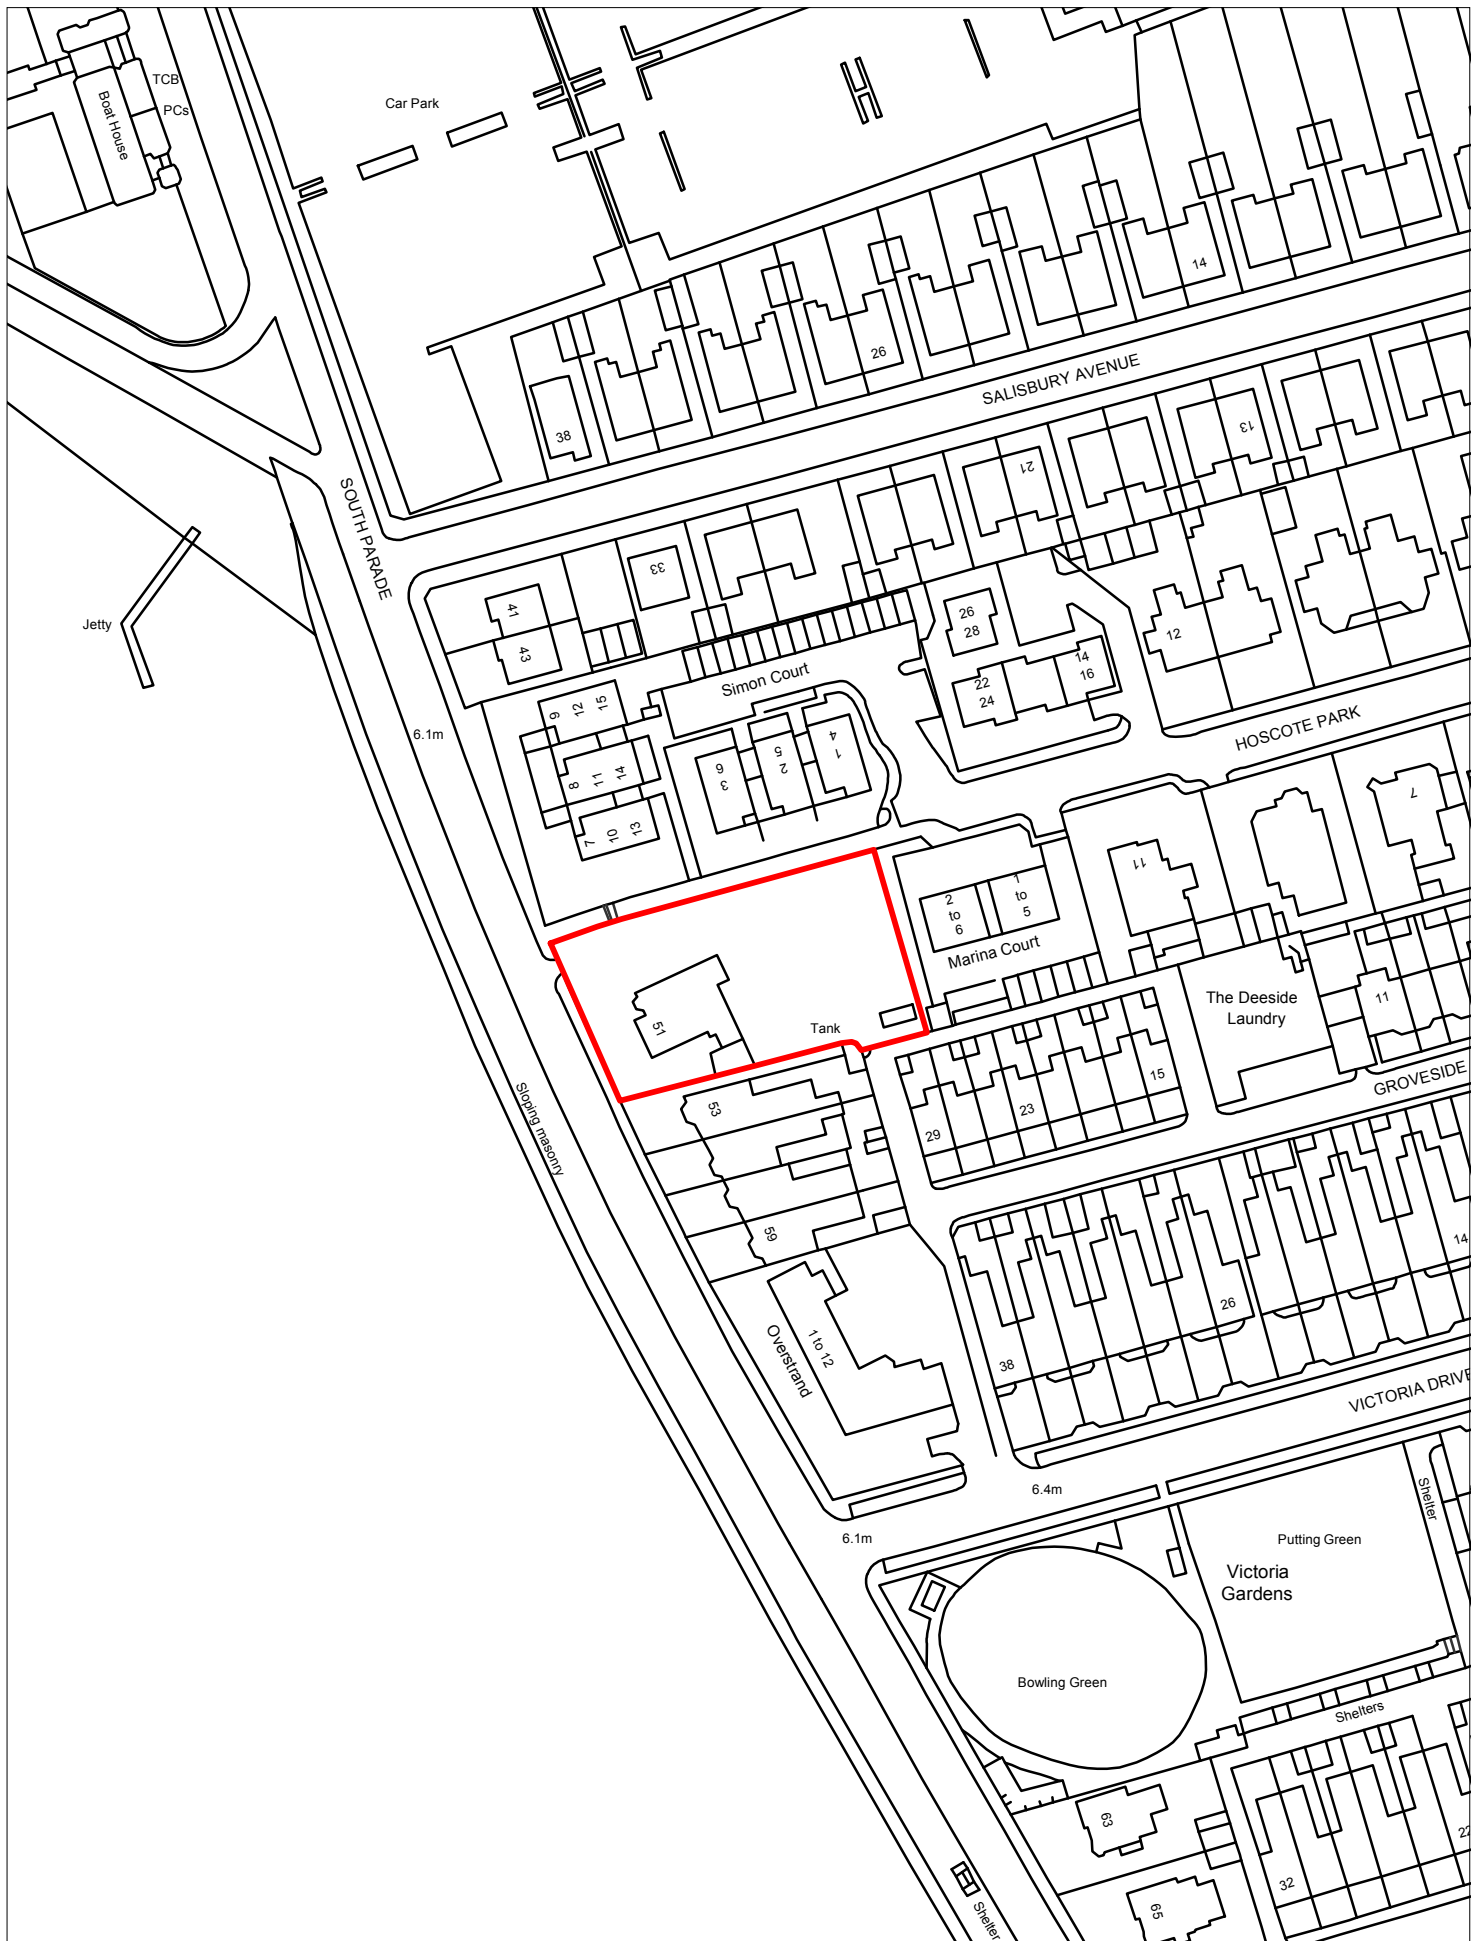 TCB
PCs
Boat House
Car Park
14
26
SALISBURY AVENUE
38
13
21
SOUTH PARADE
33
41
43
Jetty
26
28
12
14
16
22
24
Simon Court
HOSCOTE PARK
9
12
15
6.1m
4
1
5
2
6
3
8
11
14
7
10
13
7
11
1
to
5
2
to
6
Marina Court
The Deeside
Laundry
11
51
Tank
15
GROVESIDE
23
29
53
Sloping masonry
59
14
26
38
Overstrand
1 to 12
VICTORIA DRIVE
6.4m
6.1m
Shelter
Putting Green
Victoria
Gardens
Bowling Green
Shelters
63
22
32
65
Shelter